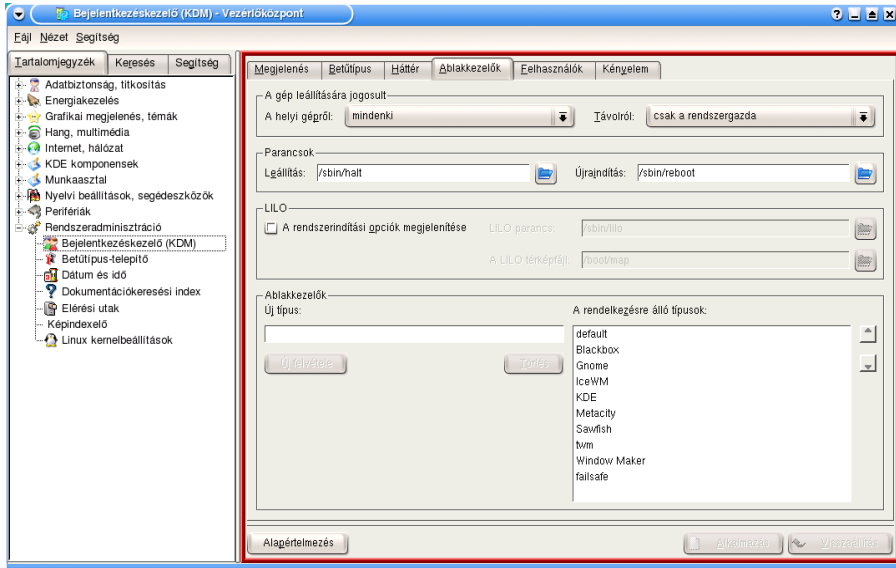 Bejelentkezéskezelő (KDM) - Vezérlőközpont
Fájl Nézet Segítség
Tartalomjegyzék Keresés Segítség
Adatbiztonság, titkosítás
Energiakezelés
Grafikai megjelenés, témák
Hang, multimédia
Internet, hálózat
KDE komponensek
Munkaasztal
Nyelvi beállítások, segédeszközök
Perifériák
Rendszeradminisztráció
Bejelentkezéskezelő (KDM)
Betűtípus-telepítő
Dátum és idő
Dokumentációkeresési index
Elérési utak
Képindexelő
Linux kernelbeállítások
Megjelenés Betűtípus Háttér Ablakkezelők Felhasználók Kényelem
A gép leállítására jogosult
A helyi gépről: mindenki Távolról: csak a rendszergazda
Parancsok
Leállítás: /sbin/halt Újraindítás: /sbin/reboot
LILO
A rendszerindítási opciók megjelenítése LILO parancs: /sbin/lilo
A LILO térképfájl: /boot/map
Ablakkezelők
Új típus:
Új felvétele Törlés
A rendelkezésre álló típusok:
default
Blackbox
Gnome
IceWM
KDE
Metacity
Sawfish
twm
Window Maker
failsafe
Alapértelmezés Alkalmazás Visszaállítás